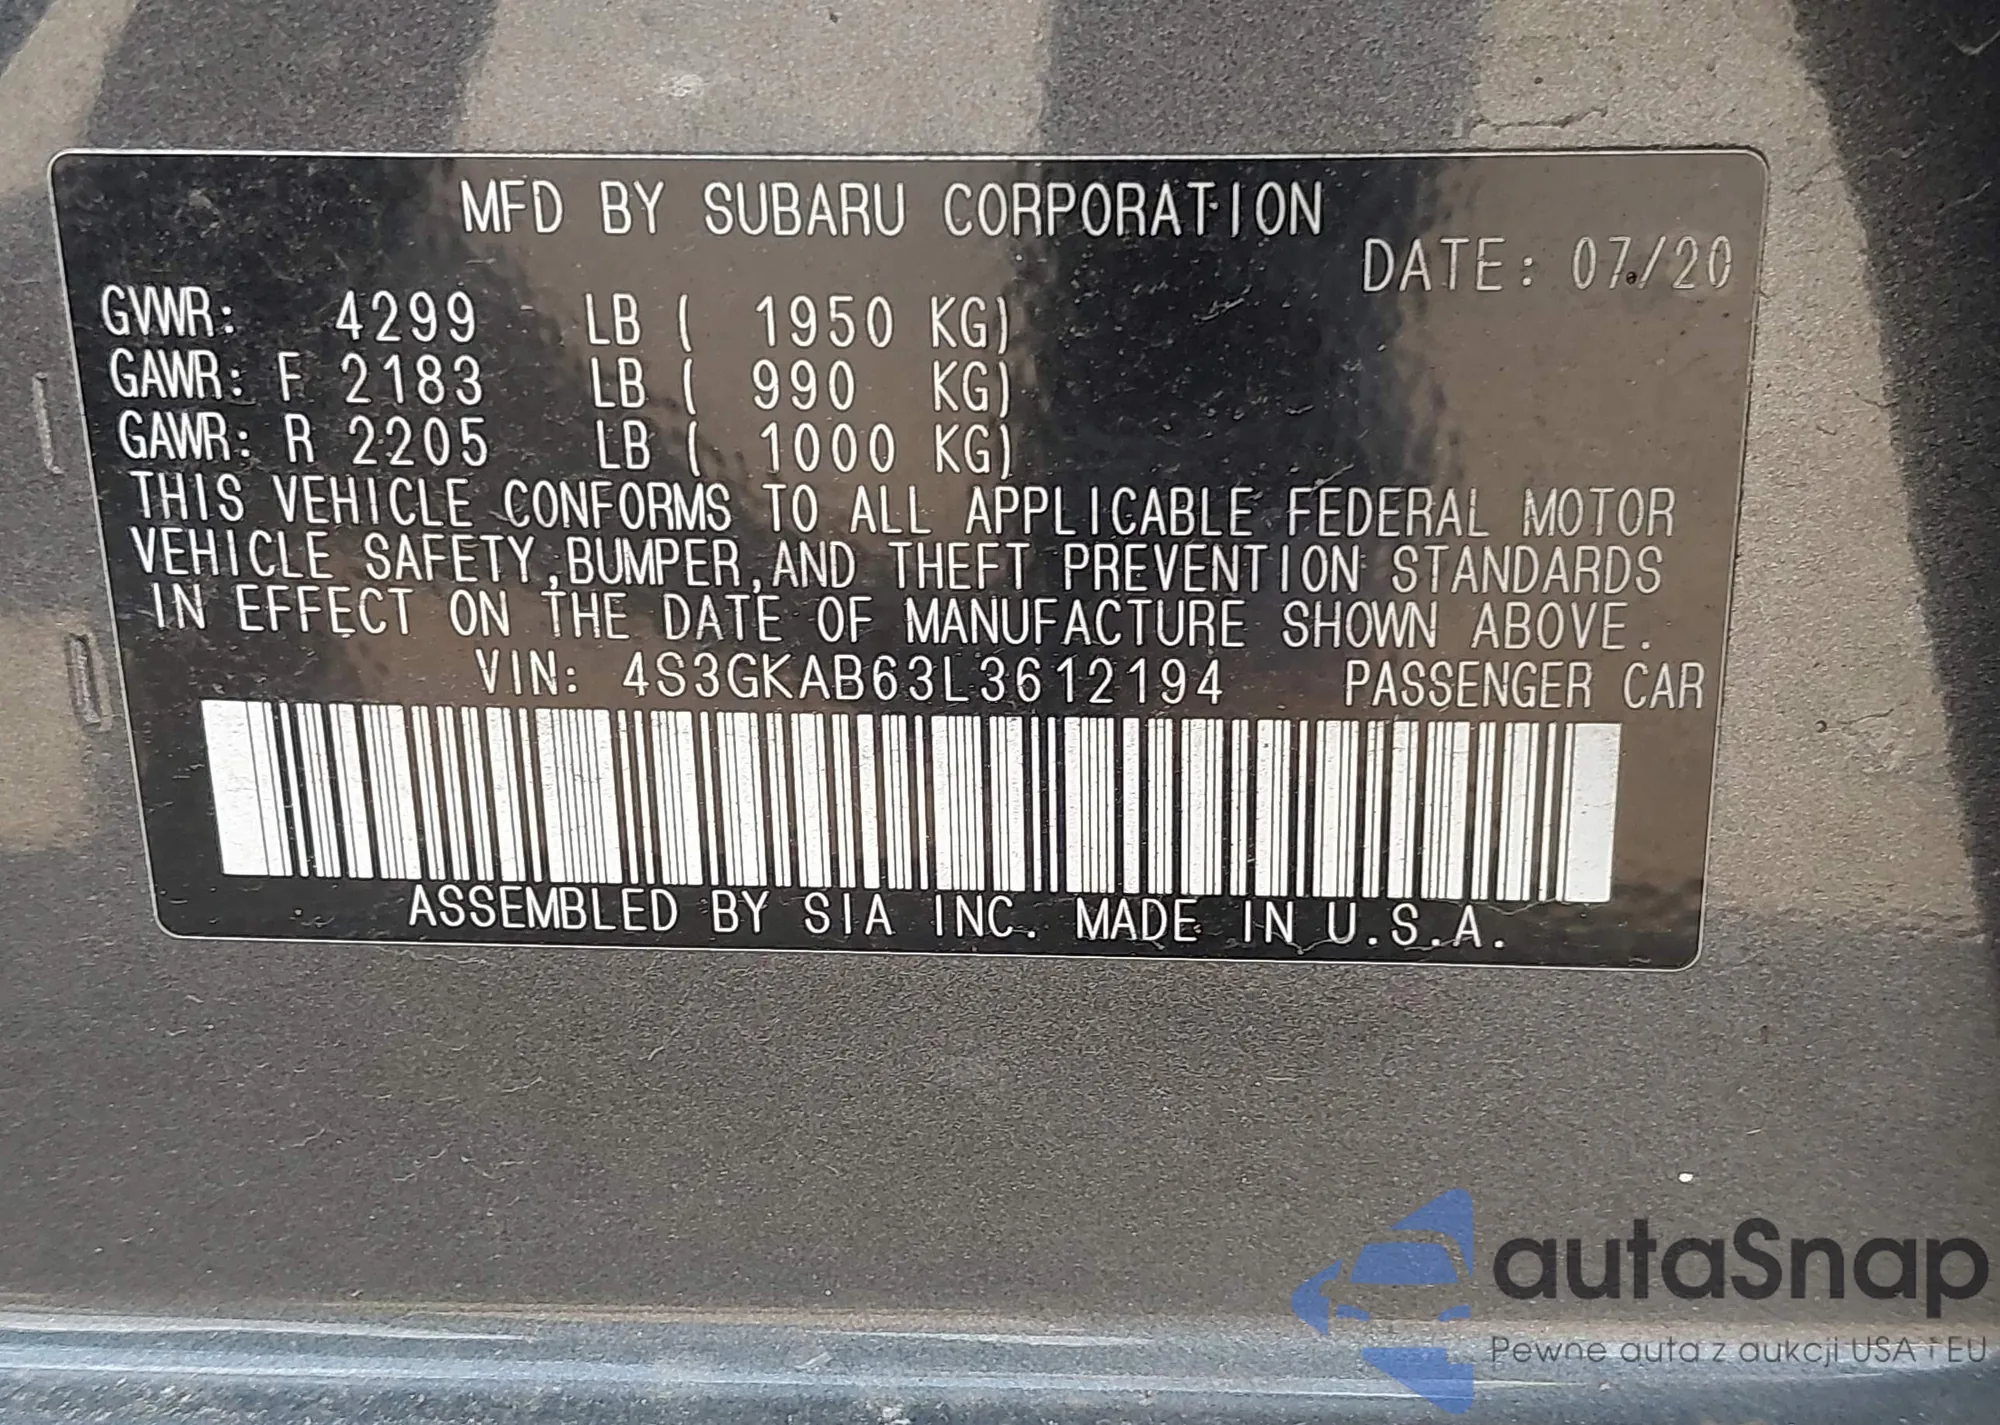 MFD BY SUBARU CORPORATION
DATE: 07/20
GVWR: 4299 LB ( 1950 KG)
GAWR: F 2183 LB ( 990 KG)
GAWR: R 2205 LB ( 1000 KG)
THIS VEHICLE CONFORMS TO ALL APPLICABLE FEDERAL MOTOR
VEHICLE SAFETY,BUMPER,AND THEFT PREVENTION STANDARDS
IN EFFECT ON THE DATE OF MANUFACTURE SHOWN ABOVE.
VIN: 4S3GKAB63L3612194 PASSENGER CAR
ASSEMBLED BY SIA INC. MADE IN U.S.A.
autaSnap
Pewne auta z aukcji USA i EU